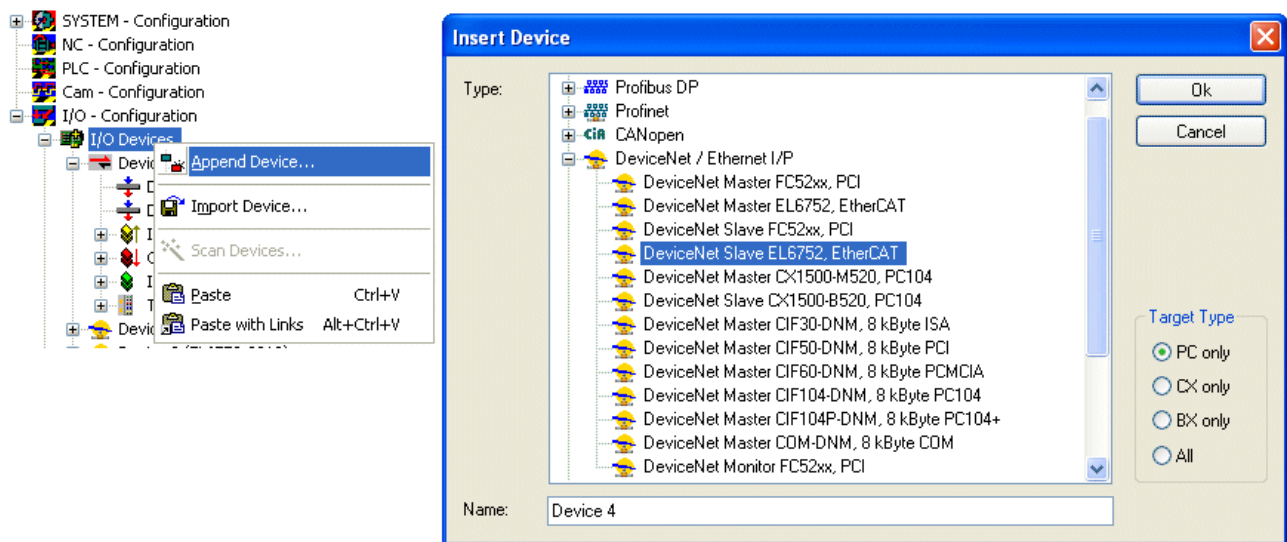 SYSTEM - Configuration
NC - Configuration
PLC - Configuration
Cam - Configuration
I/O - Configuration
I/O Devices
Devic
Append Device...
Import Device...
Scan Devices...
Paste Ctrl+V
Paste with Links Alt+Ctrl+V
Devic
Insert Device
Type:
Profibus DP
Profinet
CiA CANopen
DeviceNet / Ethernet I/P
DeviceNet Master FC52xx, PCI
DeviceNet Master EL6752, EtherCAT
DeviceNet Slave FC52xx, PCI
DeviceNet Slave EL6752, EtherCAT
DeviceNet Master CX1500-M520, PC104
DeviceNet Slave CX1500-B520, PC104
DeviceNet Master CIF30-DNM, 8 kByte ISA
DeviceNet Master CIF50-DNM, 8 kByte PCI
DeviceNet Master CIF60-DNM, 8 kByte PCMCIA
DeviceNet Master CIF104-DNM, 8 kByte PC104
DeviceNet Master CIF104P-DNM, 8 kByte PC104+
DeviceNet Master COM-DNM, 8 kByte COM
DeviceNet Monitor FC52xx, PCI
Ok
Cancel
Target Type
PC only
CX only
BX only
All
Name: Device 4